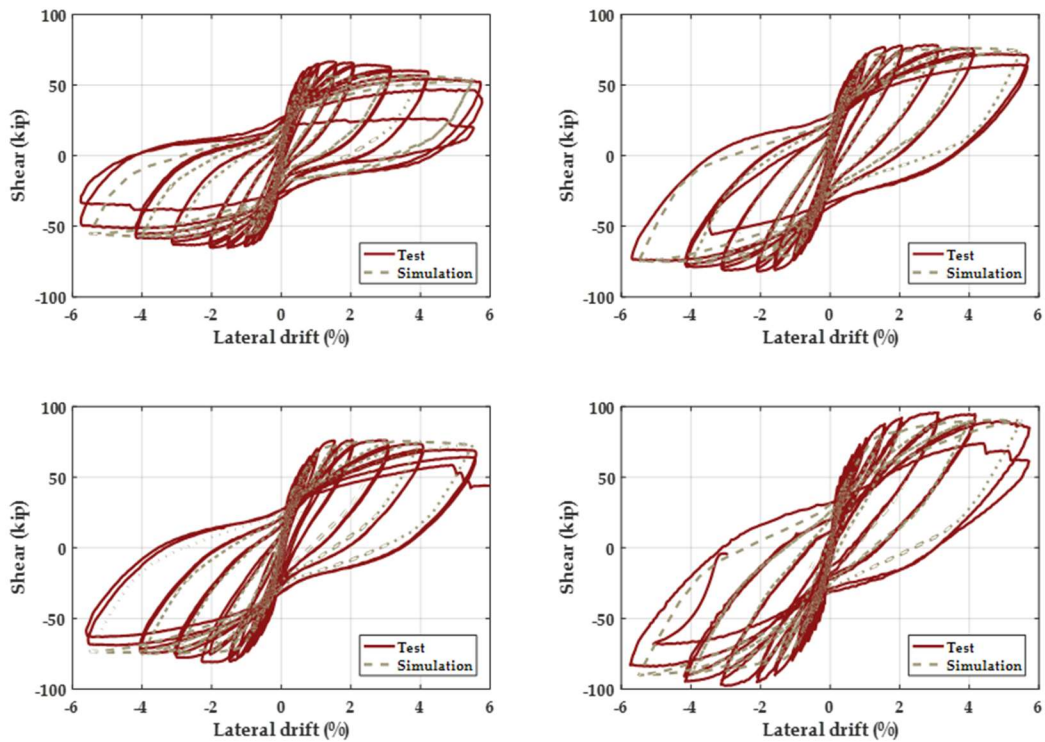 100
50
0
-50
-100
Shear (kip)
-6 -4 -2 0 2 4 6
Lateral drift (%)
Test
Simulation
100
50
0
-50
-100
Shear (kip)
-6 -4 -2 0 2 4 6
Lateral drift (%)
Test
Simulation
100
50
0
-50
-100
Shear (kip)
-6 -4 -2 0 2 4 6
Lateral drift (%)
Test
Simulation
100
50
0
-50
-100
Shear (kip)
-6 -4 -2 0 2 4 6
Lateral drift (%)
Test
Simulation